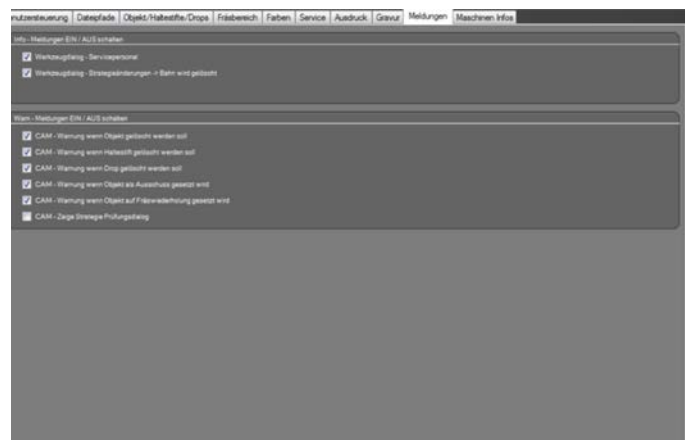 nutzersteuerung Dateipfade Objekt/Haltestifte/Drops Fräsbereich Farben Service Ausdruck Gravur Meldungen Maschinen Infos
Info - Meldungen EIN / AUS schalten
Werkzeugdialog - Servicepersonal
Werkzeugdialog - Strategieänderungen -> Bahn wird gelöscht
Warn - Meldungen EIN / AUS schalten
CAM - Warnung wenn Objekt gelöscht werden soll
CAM - Warnung wenn Haltestift gelöscht werden soll
CAM - Warnung wenn Drop gelöscht werden soll
CAM - Warnung wenn Objekt als Ausschuss gesetzt wird
CAM - Warnung wenn Objekt auf Fräswiederholung gesetzt wird
CAM - Zeige Strategie Prüfungsdialog